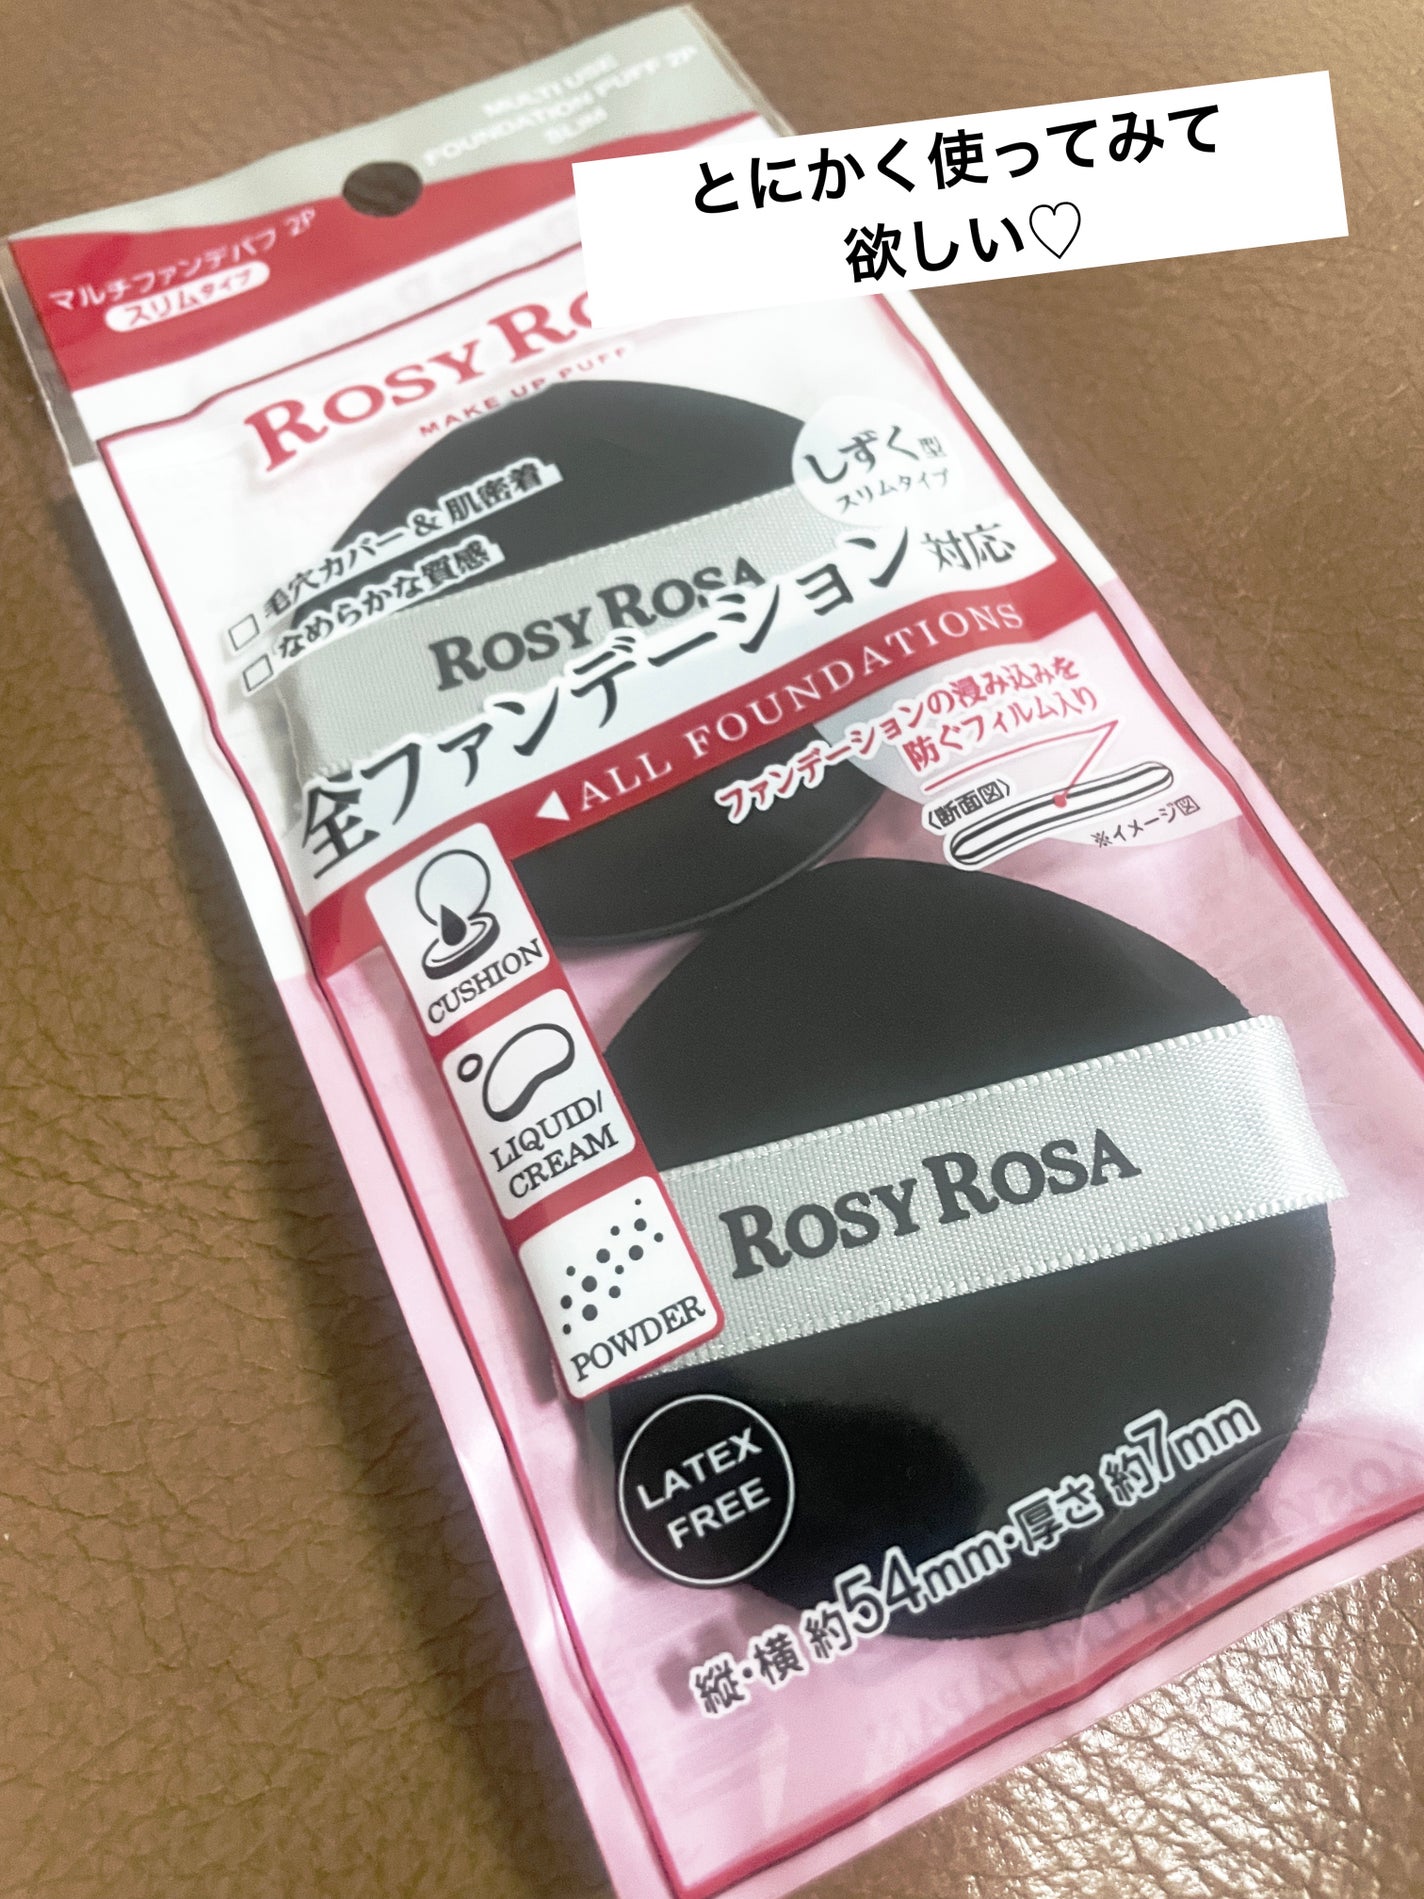 とにかく使ってみて
欲しい♡
MULTI USE
FOUNDATION PUFF 2P
SLIM
マルチファンデパフ 2P
スリムタイプ
ROSY RO
MAKE UP PUFF
しずく型
スリムタイプ
□ 毛穴カバー & 肌密着
□ なめらかな質感
ROSY ROSA
全ファンデーション対応
◀ALL FOUNDATIONS
ファンデーションの浸み込みを
防ぐフィルム入り
〈断面図〉
※イメージ図
CUSHION
LIQUID/
CREAM
POWDER
ROSY ROSA
LATEX
FREE
縦・横 約54mm・厚さ 約7mm